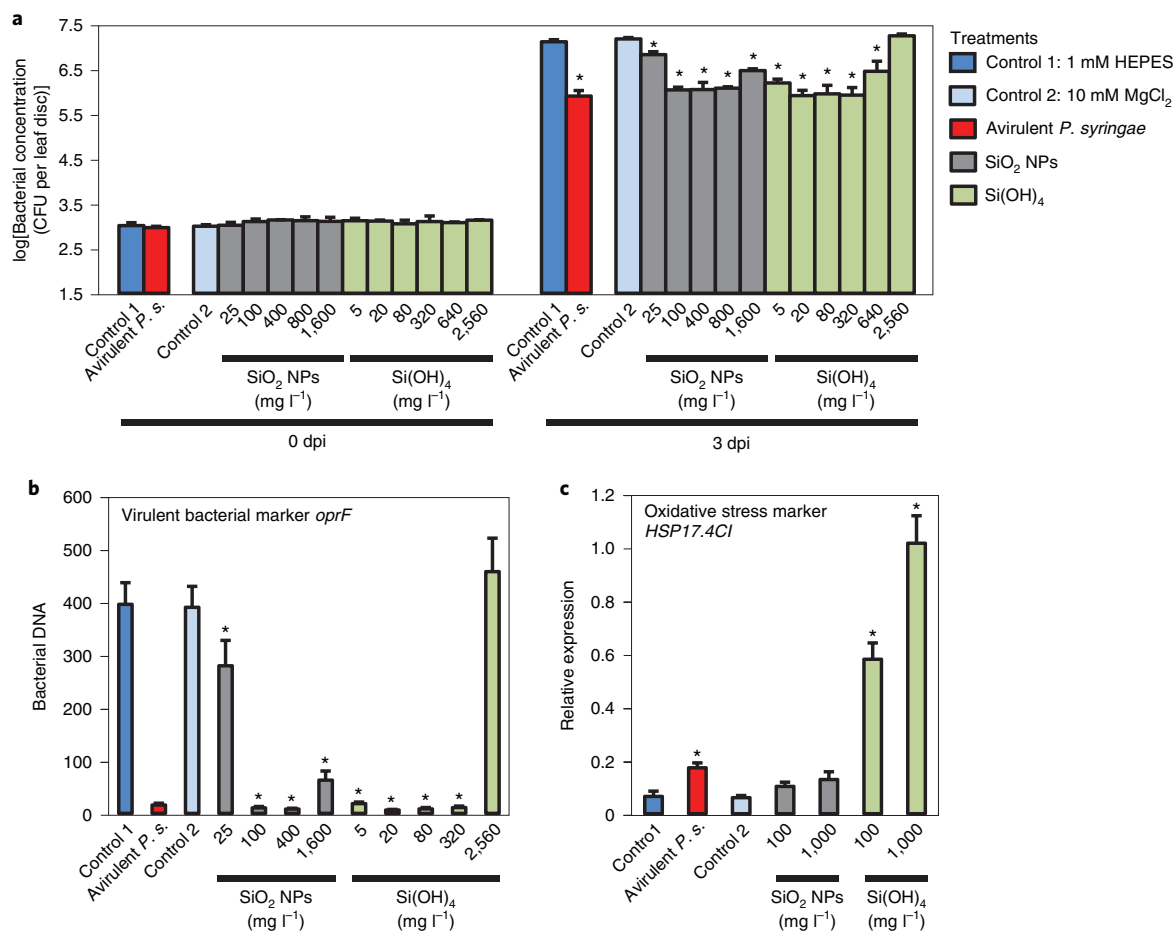 a
log[Bacterial concentration
(CFU per leaf disc)]
7.5
6.5
5.5
4.5
3.5
2.5
1.5
* * * * * * * * * * *
Control 1
Avirulent P. s.
Control 2
25
100
400
800
1,600
5
20
80
320
640
2,560
SiO2 NPs
(mg l−1)
Si(OH)4
(mg l−1)
0 dpi
Control 1
Avirulent P. s.
Control 2
25
100
400
800
1,600
5
20
80
320
640
2,560
SiO2 NPs
(mg l−1)
Si(OH)4
(mg l−1)
3 dpi
Treatments
Control 1: 1 mM HEPES
Control 2: 10 mM MgCl2
Avirulent P. syringae
SiO2 NPs
Si(OH)4
b
Virulent bacterial marker oprF
Bacterial DNA
600
500
400
300
200
100
0
* * * * * * * *
Control 1
Avirulent P. s.
Control 2
25
100
400
1,600
5
20
80
320
2,560
SiO2 NPs
(mg l−1)
Si(OH)4
(mg l−1)
c
Oxidative stress marker
HSP17.4CI
Relative expression
1.2
1.0
0.8
0.6
0.4
0.2
0
* * *
Contro1
Avirulent P. s.
Control 2
100
1,000
100
1,000
SiO2 NPs
(mg l−1)
Si(OH)4
(mg l−1)